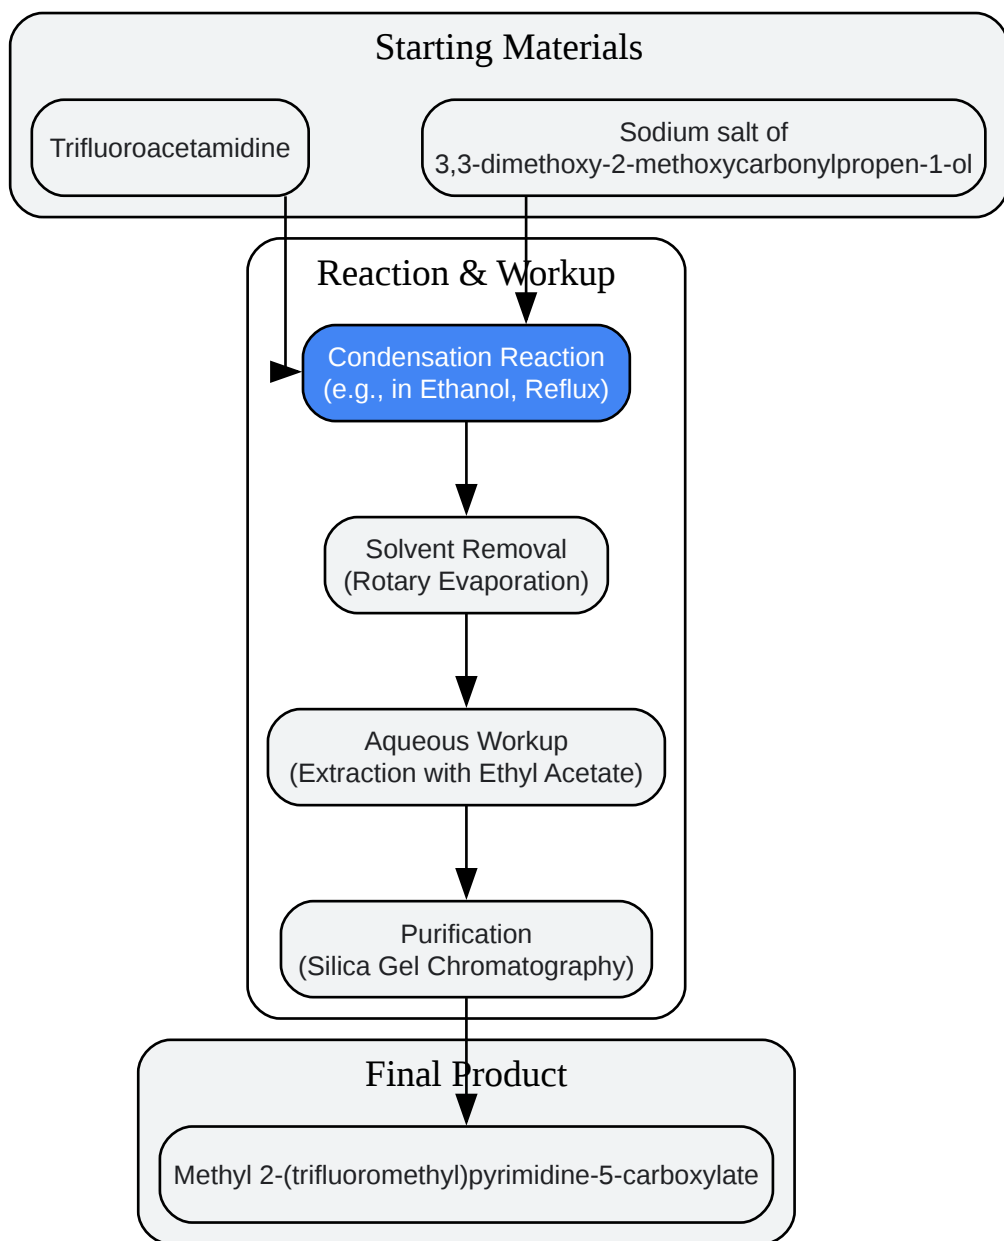 Starting Materials
Trifluoroacetamidine
Sodium salt of
3,3-dimethoxy-2-methoxycarbonylpropen-1-ol
Reaction & Workup
Condensation Reaction
(e.g., in Ethanol, Reflux)
Solvent Removal
(Rotary Evaporation)
Aqueous Workup
(Extraction with Ethyl Acetate)
Purification
(Silica Gel Chromatography)
Final Product
Methyl 2-(trifluoromethyl)pyrimidine-5-carboxylate